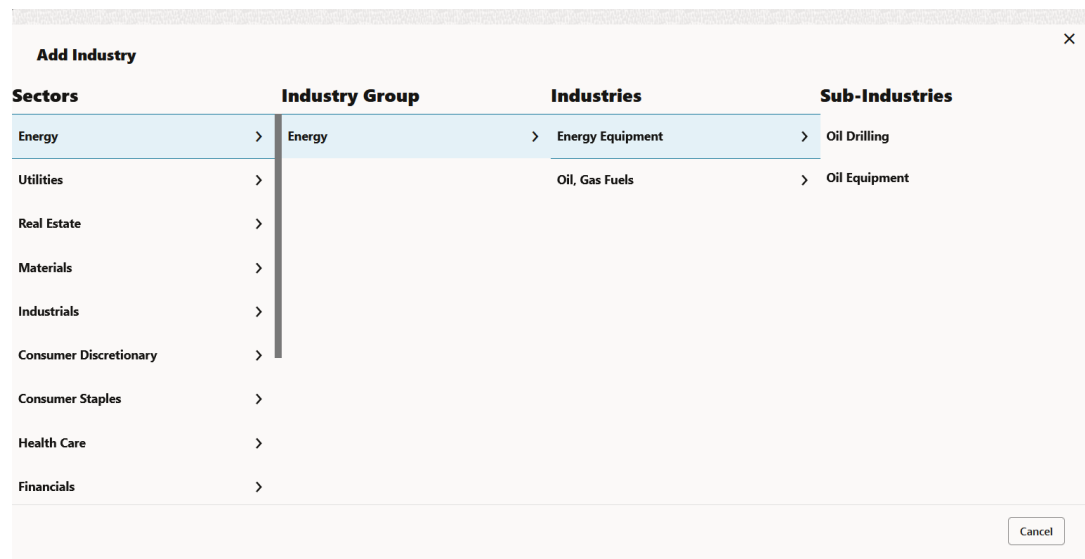 Add Industry
Sectors Industry Group Industries Sub-Industries
Energy Energy Energy Equipment Oil Drilling
Utilities Oil, Gas Fuels Oil Equipment
Real Estate
Materials
Industrials
Consumer Discretionary
Consumer Staples
Health Care
Financials
Cancel